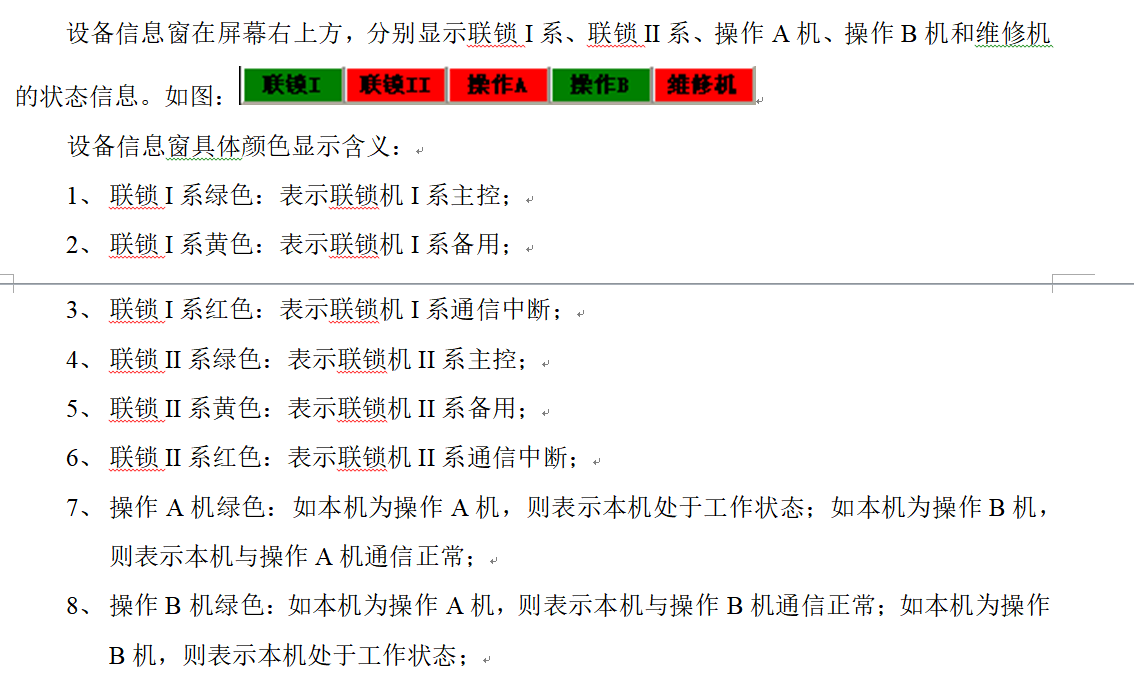 设备信息窗在屏幕右上方，分别显示联锁 I 系、联锁 II 系、操作 A 机、操作 B 机和维修机
的状态信息。如图： 联镜I 联镜II 操作A 操作B 维修机
设备信息窗具体颜色显示含义：
1、 联锁 I 系绿色：表示联锁机 I 系主控；
2、 联锁 I 系黄色：表示联锁机 I 系备用；
3、 联锁 I 系红色：表示联锁机 I 系通信中断；
4、 联锁 II 系绿色：表示联锁机 II 系主控；
5、 联锁 II 系黄色：表示联锁机 II 系备用；
6、 联锁 II 系红色：表示联锁机 II 系通信中断；
7、 操作 A 机绿色：如本机为操作 A 机，则表示本机处于工作状态；如本机为操作 B 机，
则表示本机与操作 A 机通信正常；
8、 操作 B 机绿色：如本机为操作 A 机，则表示本机与操作 B 机通信正常；如本机为操作
B 机，则表示本机处于工作状态；